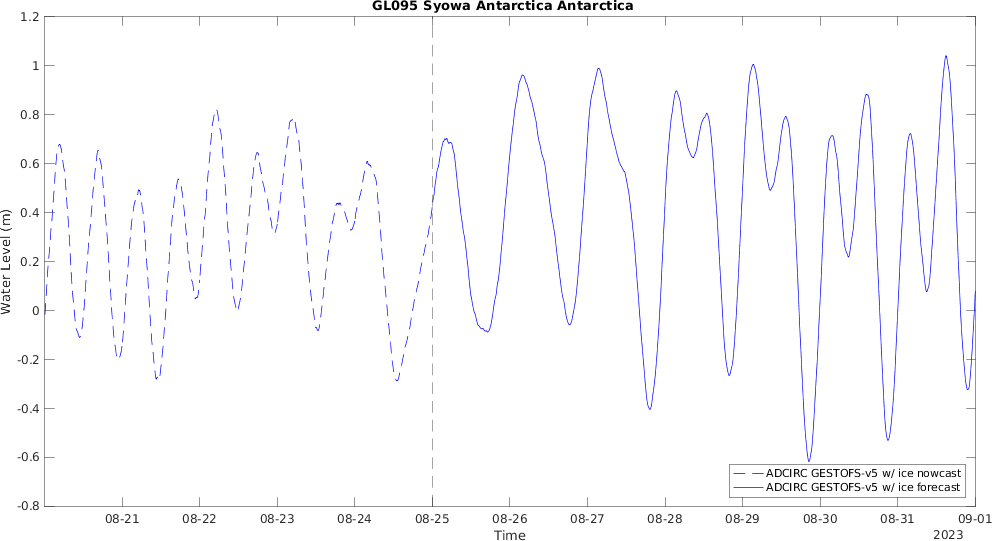 GL095 Syowa Antarctica Antarctica
1.2
1
0.8
0.6
0.4
0.2
0
-0.2
-0.4
-0.6
-0.8
Water Level (m)
ADCIRC GESTOFS-v5 w/ ice nowcast
ADCIRC GESTOFS-v5 w/ ice forecast
08-21 08-22 08-23 08-24 08-25 08-26 08-27 08-28 08-29 08-30 08-31 09-01
Time
2023